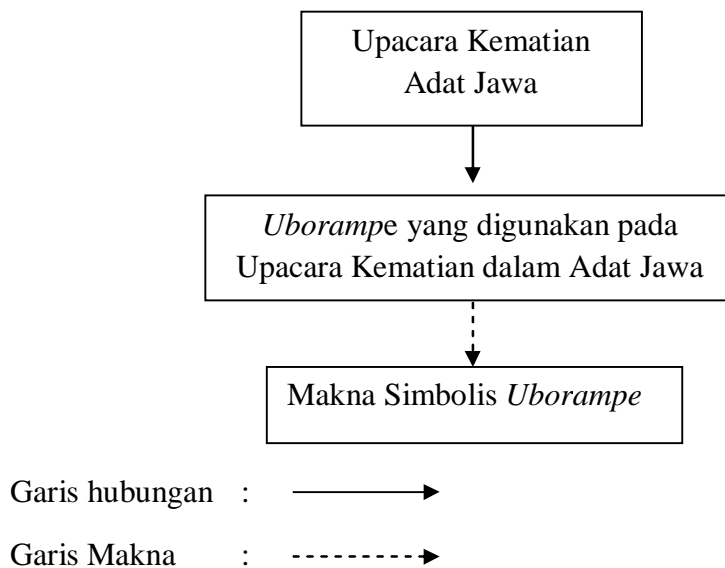 Upacara Kematian
Adat Jawa
Uborampe yang digunakan pada
Upacara Kematian dalam Adat Jawa
Makna Simbolis Uborampe
Garis hubungan :
Garis Makna :